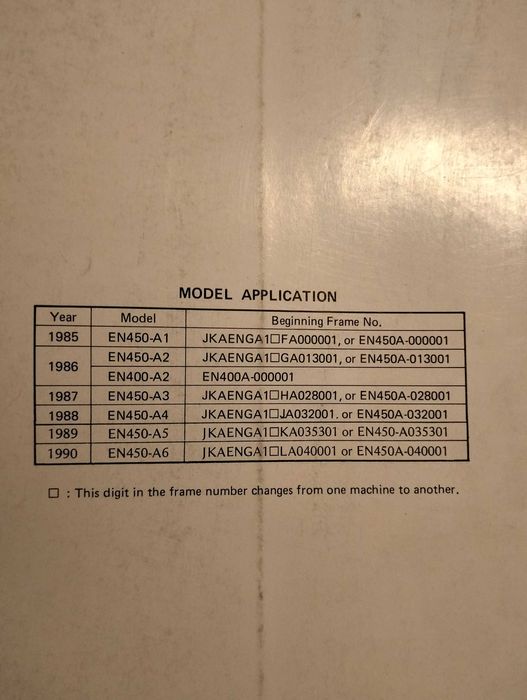 MODEL APPLICATION
Year Model Beginning Frame No.
1985 EN450-A1 JKAENGA1□FA000001, or EN450A-000001
1986 EN450-A2 JKAENGA1□GA013001, or EN450A-013001
EN400-A2 EN400A-000001
1987 EN450-A3 JKAENGA1□HA028001, or EN450A-028001
1988 EN450-A4 JKAENGA1□JA032001. or EN450A-032001
1989 EN450-A5 JKAENGA1□KA035301 or EN450-A035301
1990 EN450-A6 JKAENGA1□LA040001 or EN450A-040001
□ : This digit in the frame number changes from one machine to another.